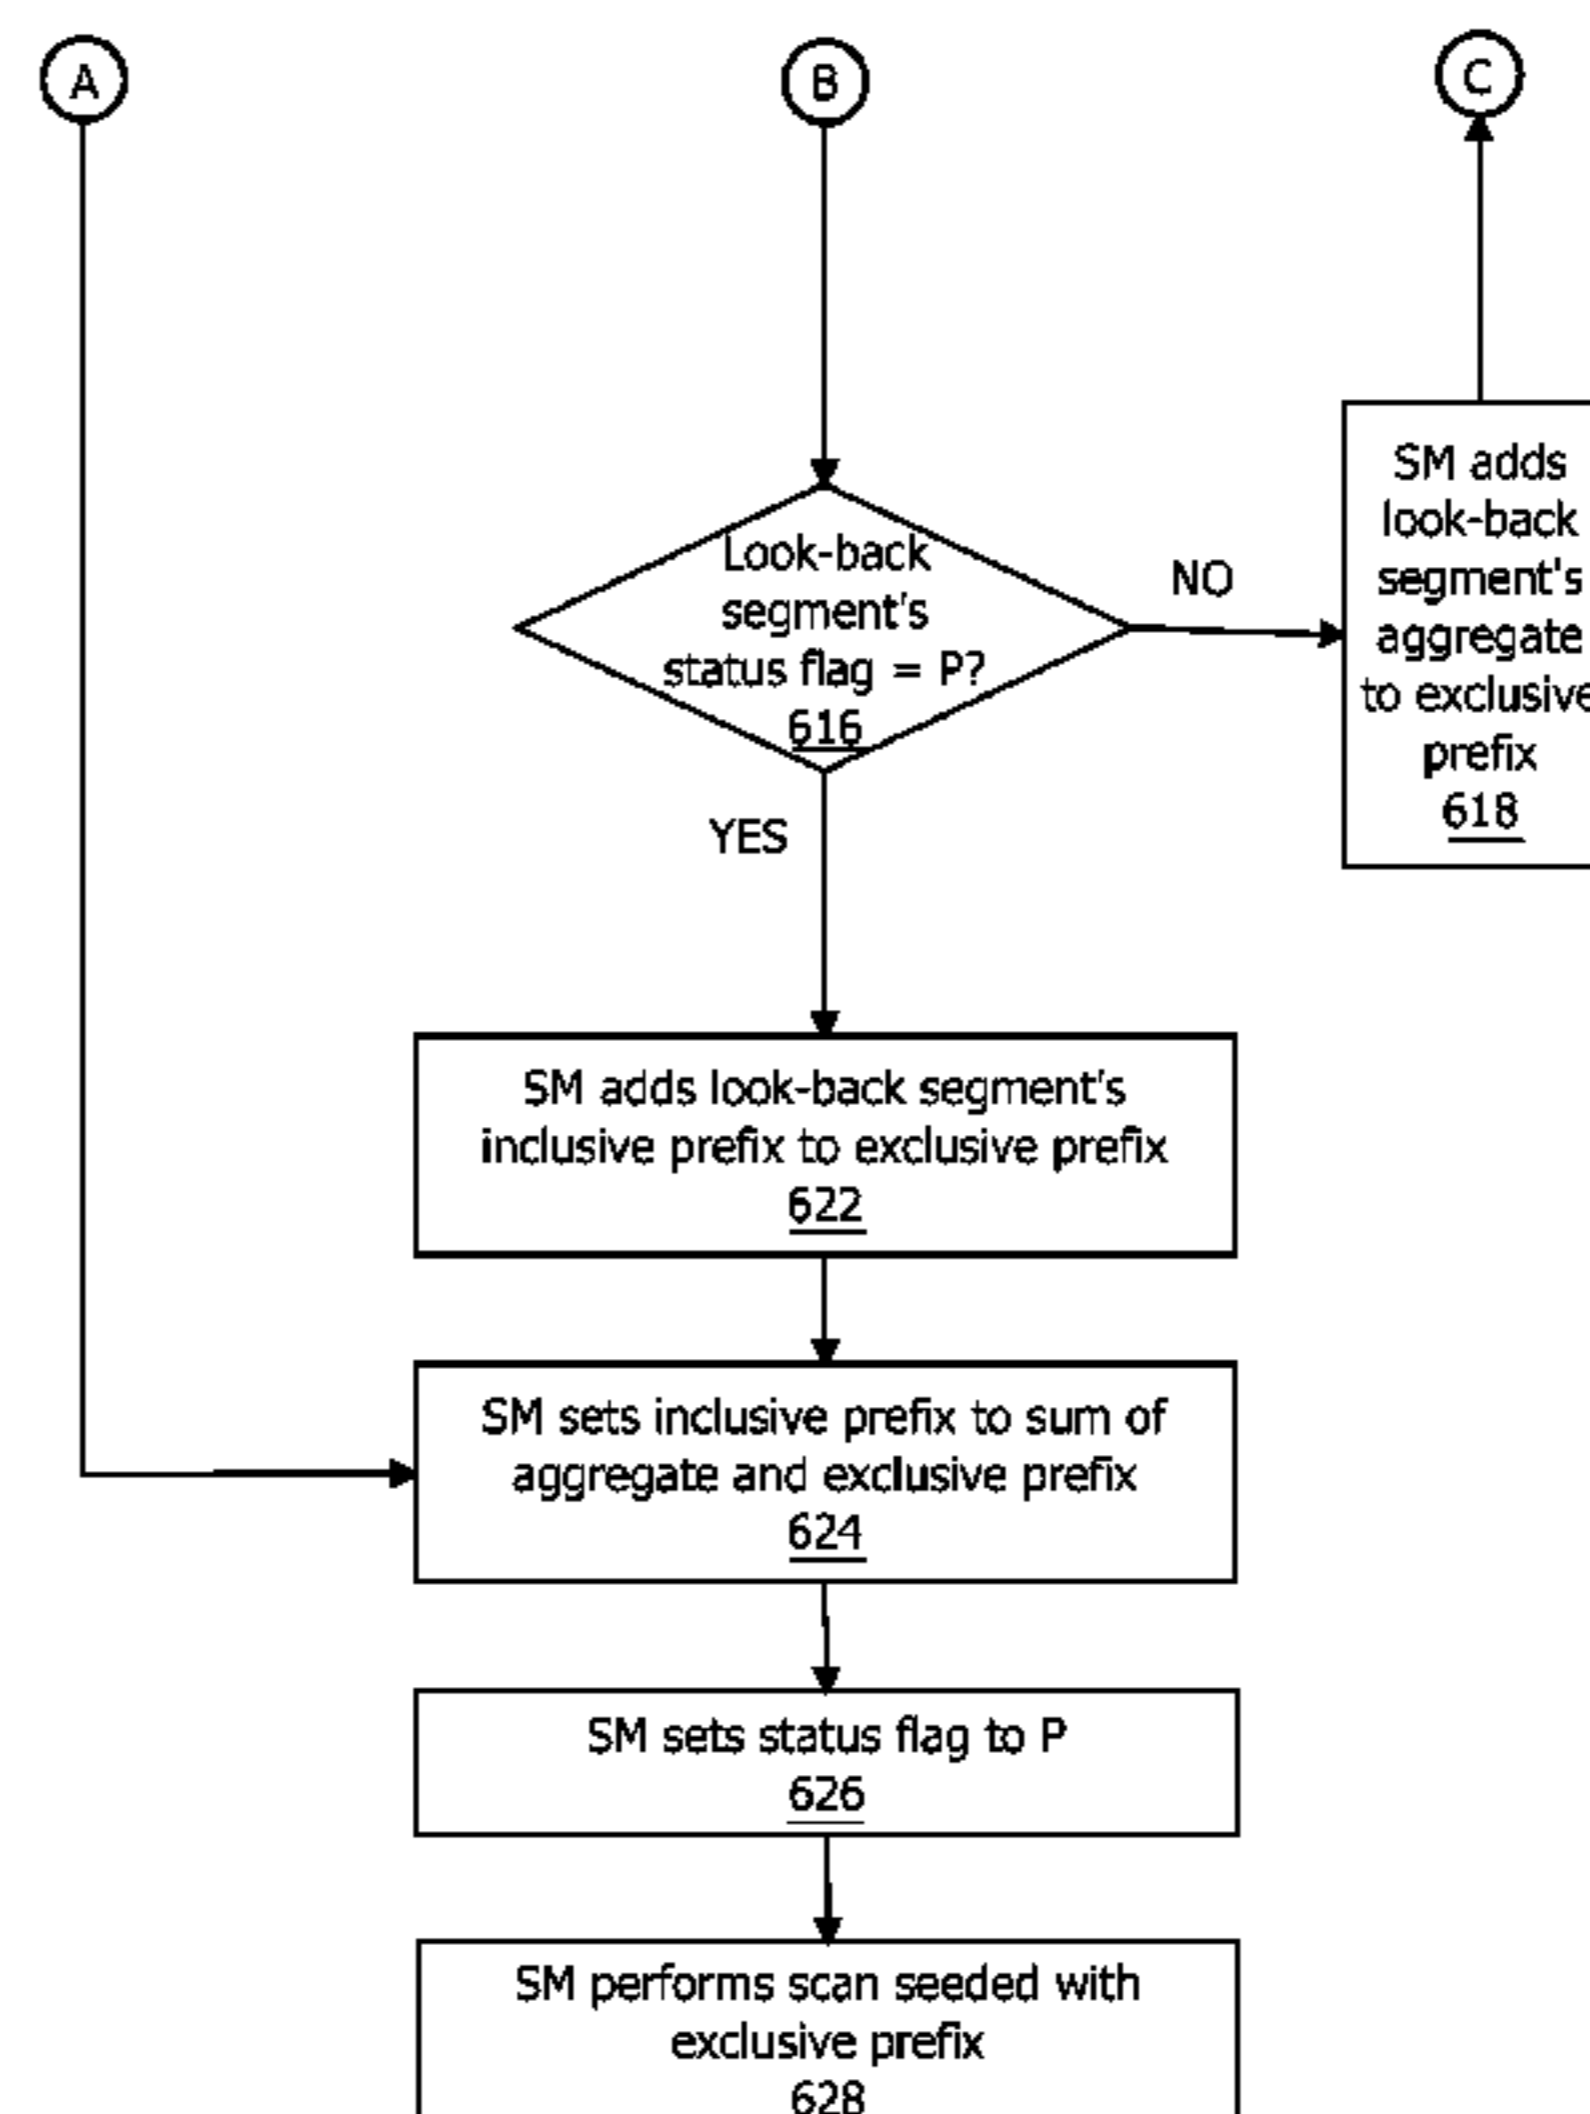 A
B
C
Look-back
segment's
status flag = P?
616
NO
SM adds
look-back
segment's
aggregate
to exclusive
prefix
618
YES
SM adds look-back segment's
inclusive prefix to exclusive prefix
622
SM sets inclusive prefix to sum of
aggregate and exclusive prefix
624
SM sets status flag to P
626
SM performs scan seeded with
exclusive prefix
628